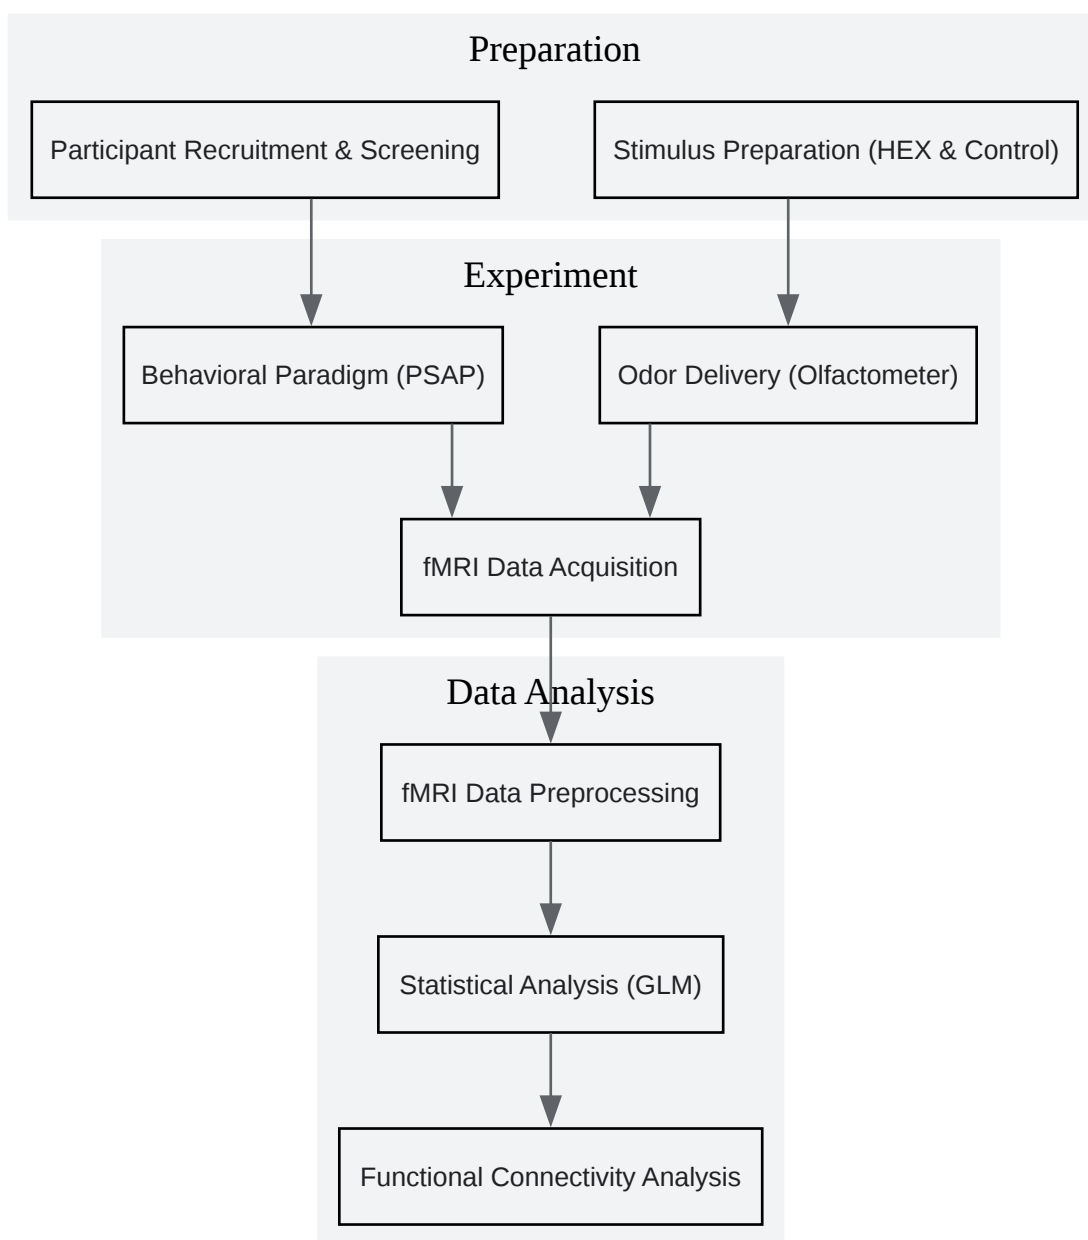 Preparation
Participant Recruitment & Screening
Stimulus Preparation (HEX & Control)
Experiment
Behavioral Paradigm (PSAP)
Odor Delivery (Olfactometer)
fMRI Data Acquisition
Data Analysis
fMRI Data Preprocessing
Statistical Analysis (GLM)
Functional Connectivity Analysis